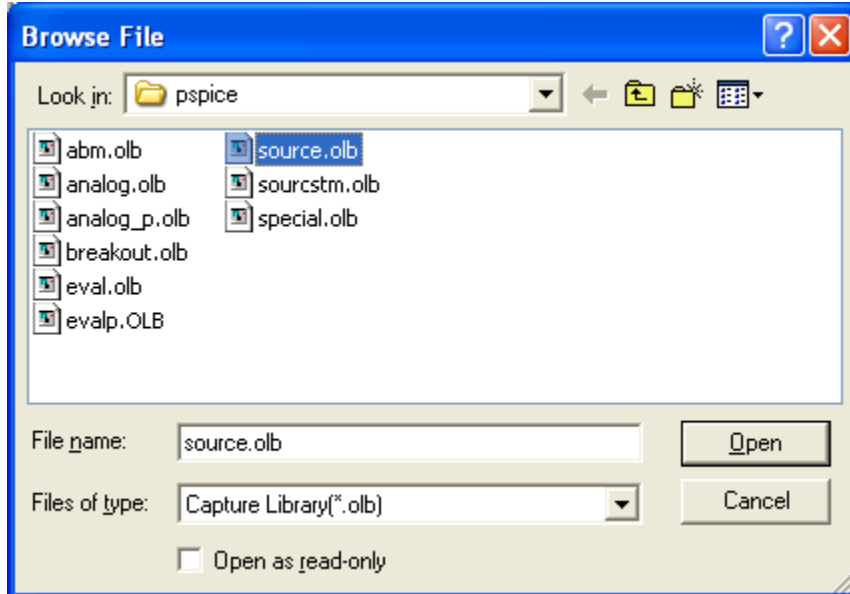 Browse File
Look in: pspice
abm.olb source.olb
analog.olb sourcstm.olb
analog_p.olb special.olb
breakout.olb
eval.olb
evalp.OLB
File name: source.olb Open
Files of type: Capture Library(*.olb) Cancel
Open as read-only